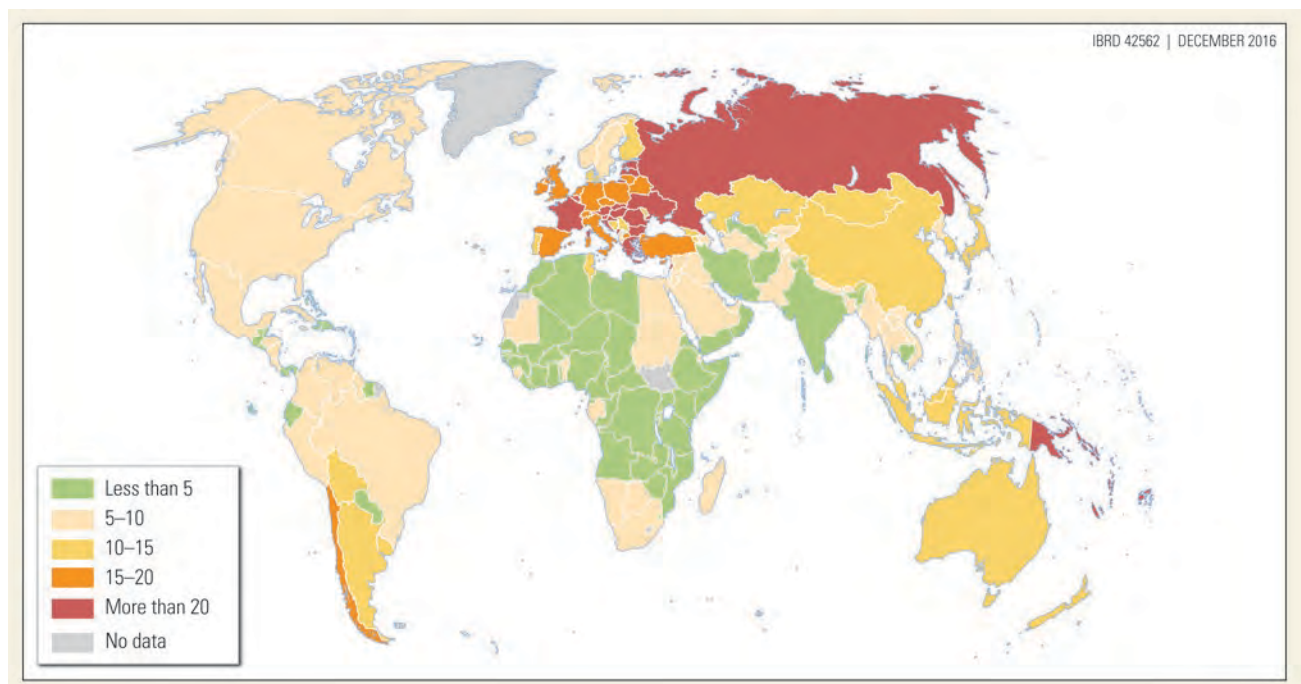 IBRD 42562 | DECEMBER 2016
Less than 5
5–10
10–15
15–20
More than 20
No data